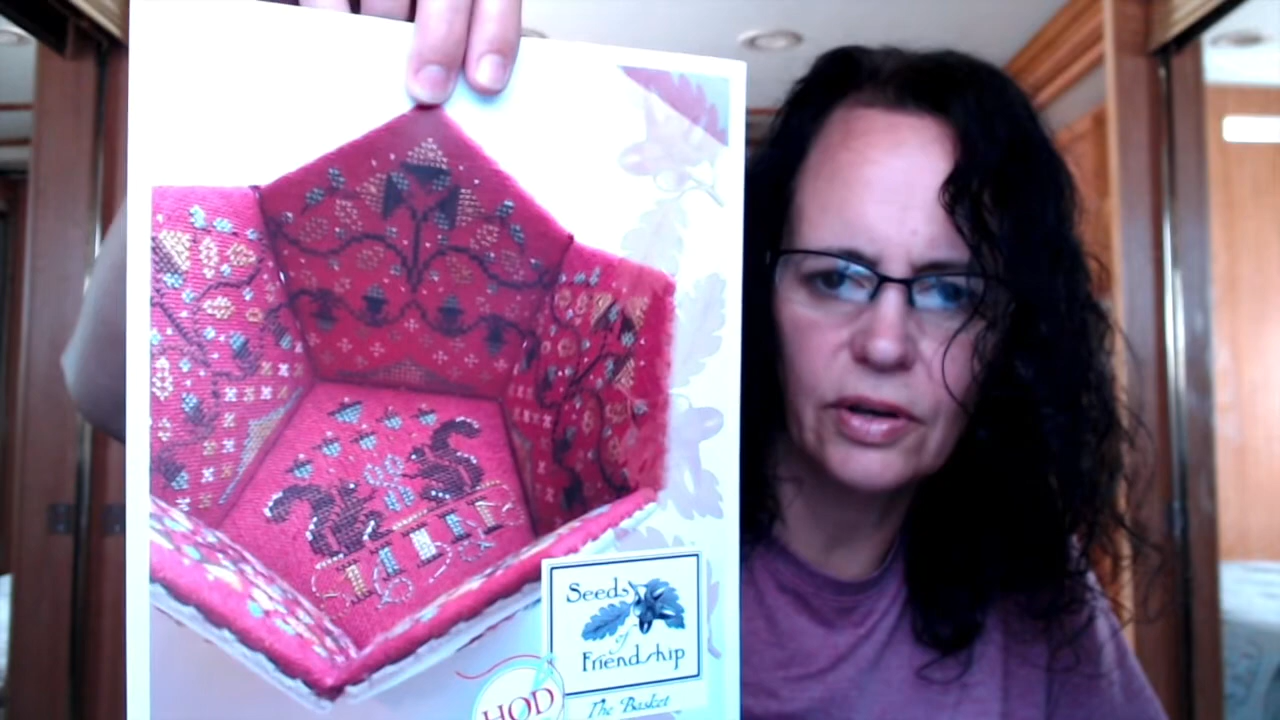 Seeds
of
Friendship
HOD
The Basket